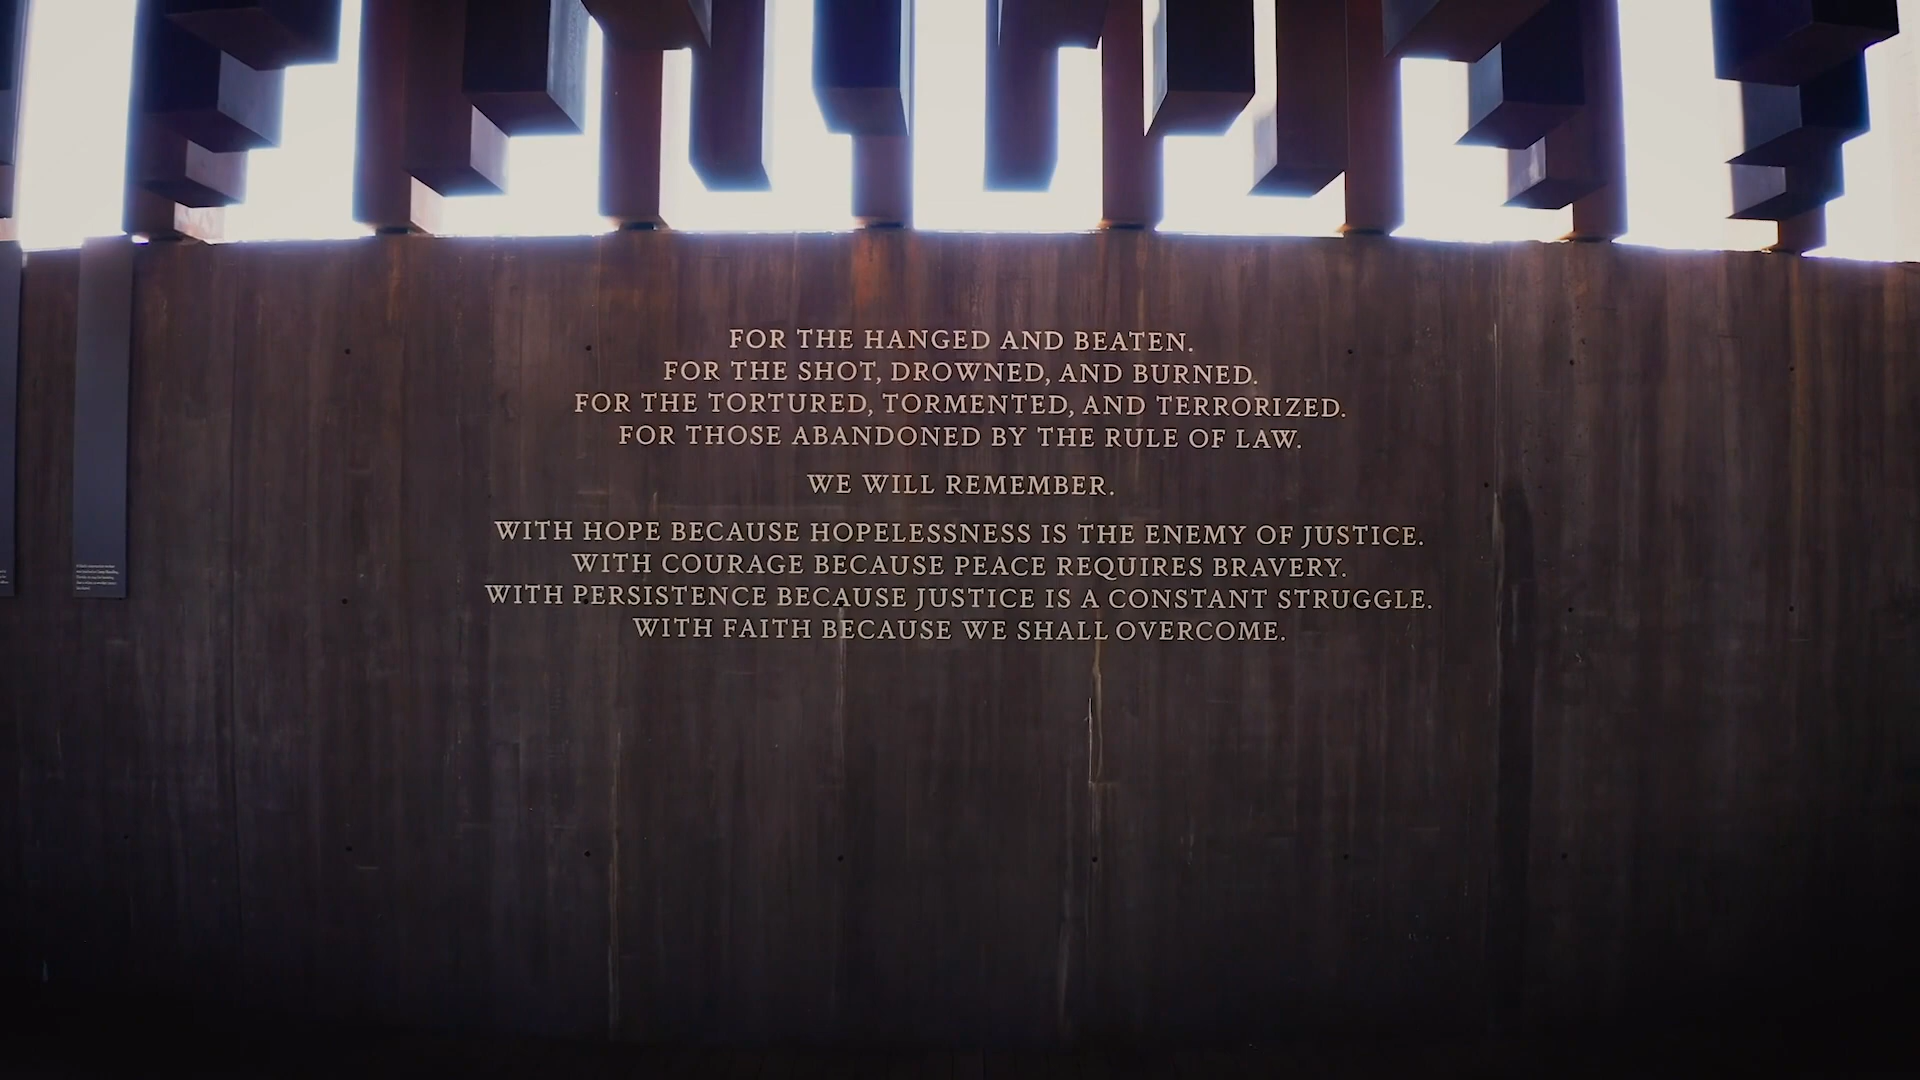 FOR THE HANGED AND BEATEN.
FOR THE SHOT, DROWNED, AND BURNED.
FOR THE TORTURED, TORMENTED, AND TERRORIZED.
FOR THOSE ABANDONED BY THE RULE OF LAW.
WE WILL REMEMBER.
WITH HOPE BECAUSE HOPELESSNESS IS THE ENEMY OF JUSTICE.
WITH COURAGE BECAUSE PEACE REQUIRES BRAVERY.
WITH PERSISTENCE BECAUSE JUSTICE IS A CONSTANT STRUGGLE.
WITH FAITH BECAUSE WE SHALL OVERCOME.